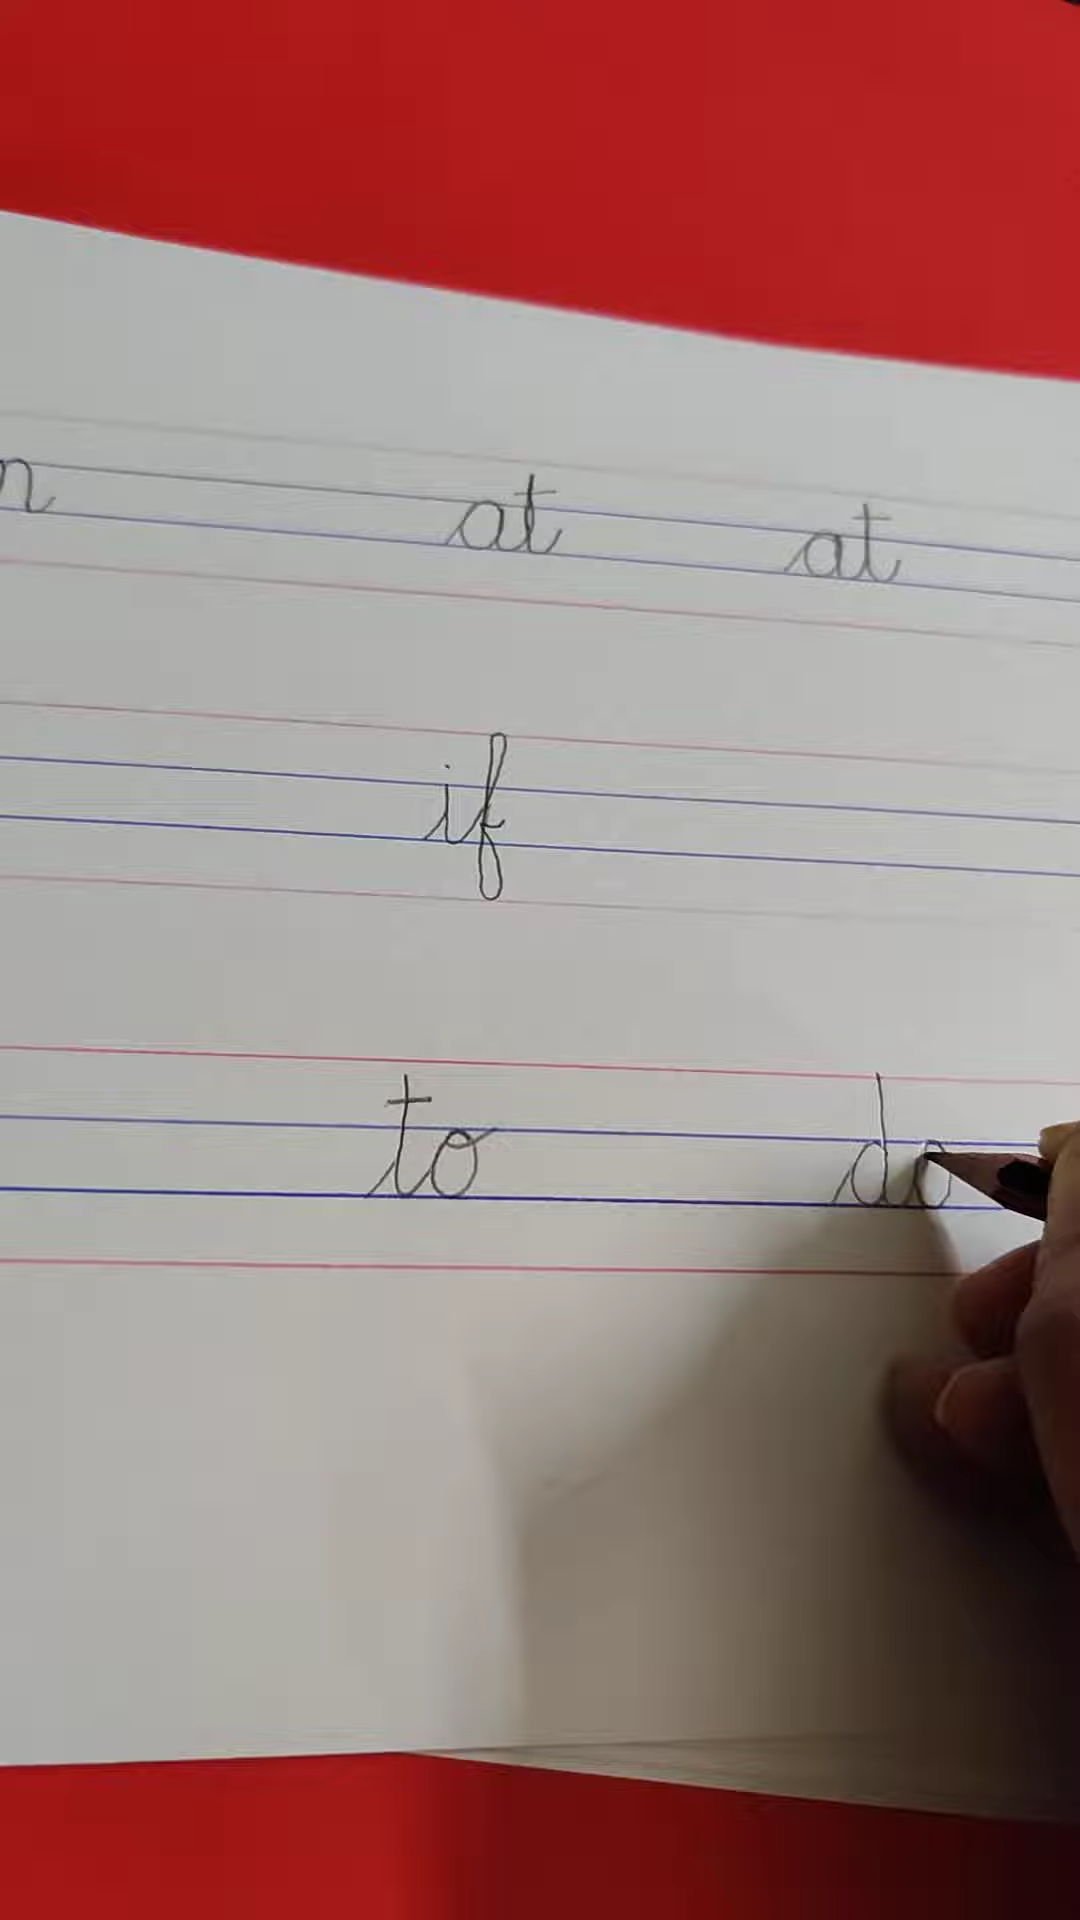 at at
if
to do